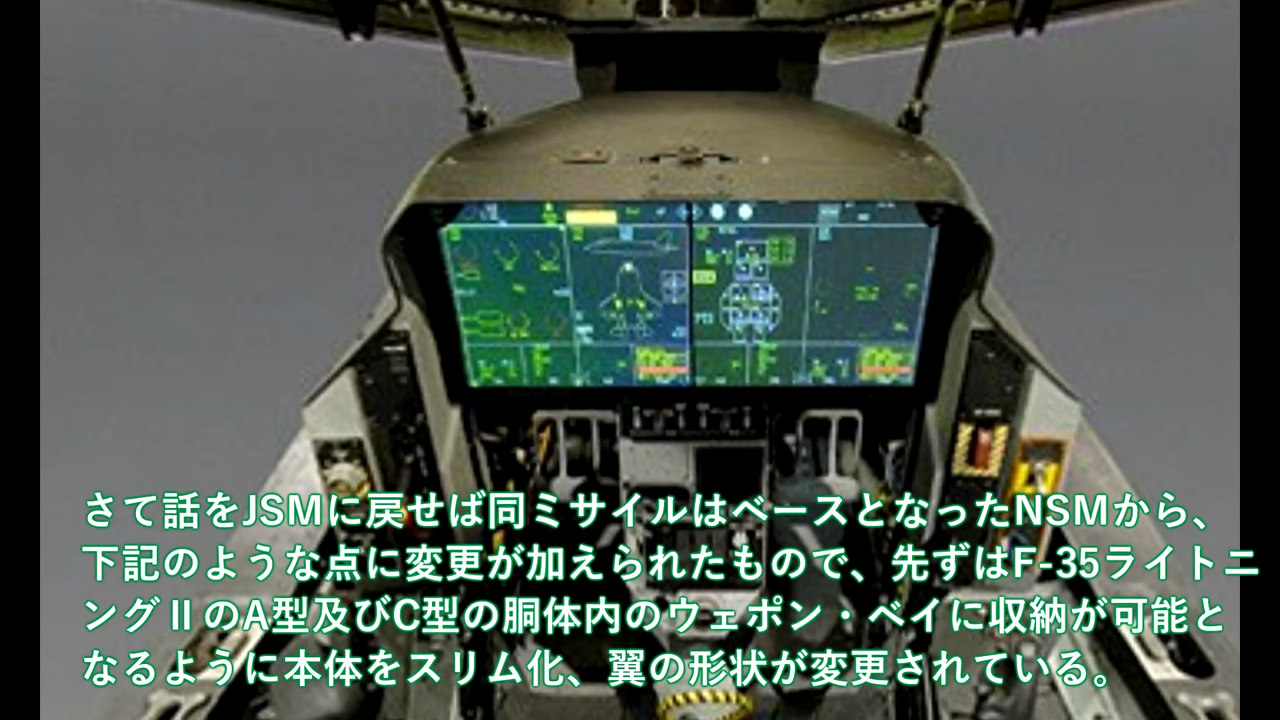 さて話をJSMに戻せば同ミサイルはベースとなったNSMから、
下記のような点に変更が加えられたもので、先ずはF-35ライトニ
ングⅡのA型及びC型の胴体内のウェポン・ベイに収納が可能と
なるように本体をスリム化、翼の形状が変更されている。